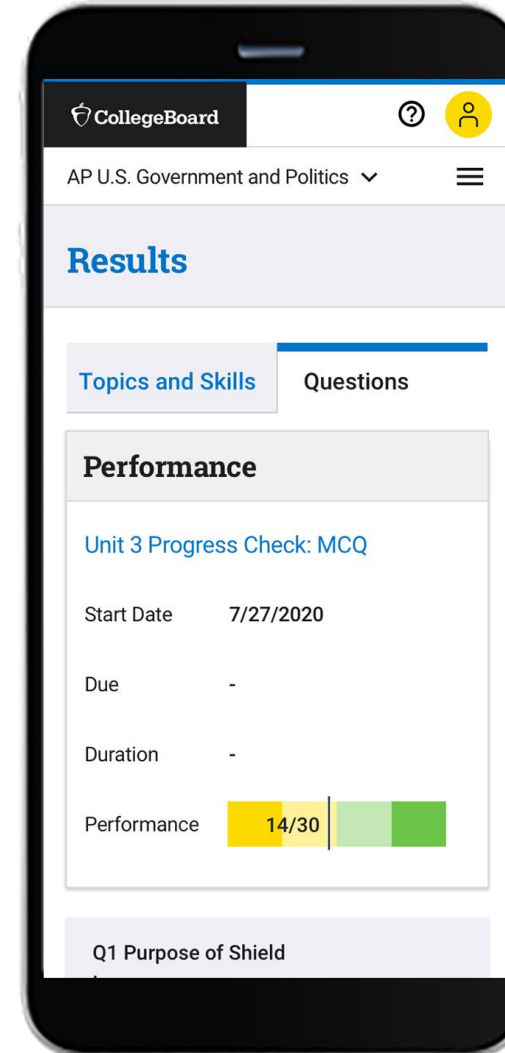 CollegeBoard
AP U.S. Government and Politics
Results
Topics and Skills Questions
Performance
Unit 3 Progress Check: MCQ
Start Date 7/27/2020
Due -
Duration -
Performance 14/30
Q1 Purpose of Shield